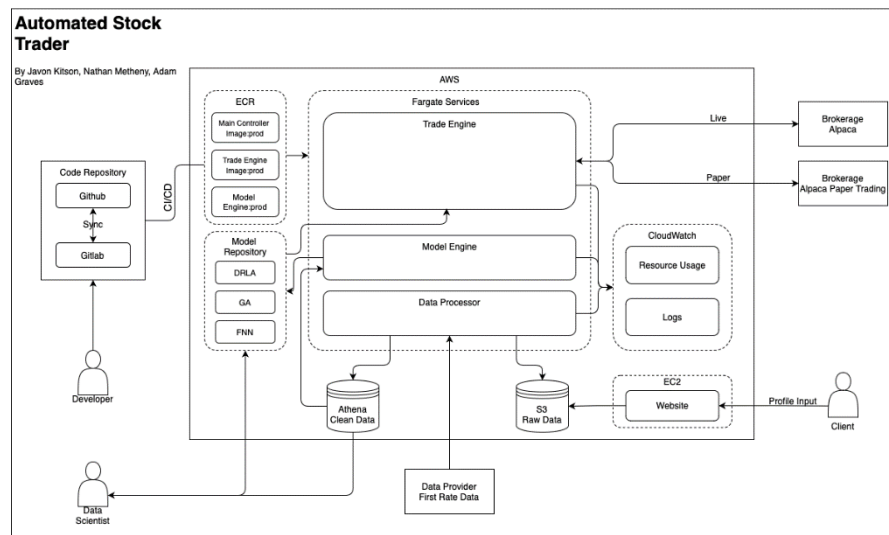 Automated Stock
Trader
By Javon Kitson, Nathan Metheny, Adam
Graves
AWS
ECR
Main Controller
Image:prod
Trade Engine
Image:prod
Model
Engine:prod
Fargate Services
Trade Engine
Live
Brokerage
Alpaca
Paper
Brokerage
Alpaca Paper Trading
Code Repository
Github
Sync
Gitlab
CI/CD
Model
Repository
DRLA
GA
FNN
Model Engine
Data Processor
CloudWatch
Resource Usage
Logs
Developer
Athena
Clean Data
S3
Raw Data
EC2
Website
Profile Input
Client
Data
Scientist
Data Provider
First Rate Data